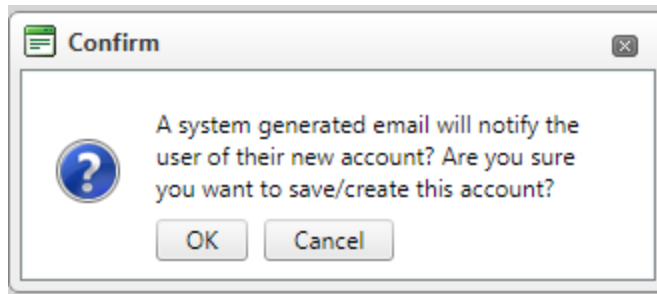 Confirm
A system generated email will notify the
user of their new account? Are you sure
you want to save/create this account?
OK Cancel